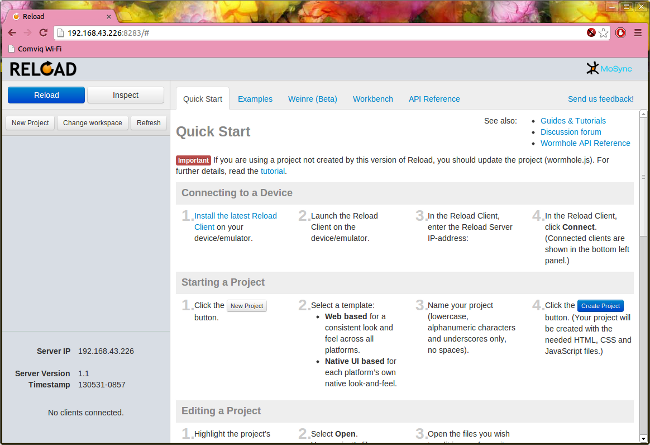 Reload
192.168.43.226:8283/#
Comviq Wi-Fi
RELOAD
MoSync
Reload
Inspect
New Project
Change workspace
Refresh
Quick Start
Examples
Weinre (Beta)
Workbench
API Reference
Send us feedback!
Quick Start
See also:
Guides & Tutorials
Discussion forum
Wormhole API Reference
Important If you are using a project not created by this version of Reload, you should update the project (wormhole.js). For
further details, read the tutorial.
Connecting to a Device
1. Install the latest Reload
Client on your
device/emulator.
2. Launch the Reload
Client on the
device/emulator.
3. In the Reload Client,
enter the Reload Server
IP-address:
4. In the Reload Client,
click Connect.
(Connected clients are
shown in the bottom left
panel.)
Starting a Project
1. Click the New Project
button.
2. Select a template:
Web based for a
consistent look and
feel across all
platforms.
Native UI based for
each platform's own
native look-and-feel.
3. Name your project
(lowercase,
alphanumeric characters
and underscores only,
no spaces).
4. Click the Create Project
button. (Your project will
be created with the
needed HTML, CSS and
JavaScript files.)
Server IP 192.168.43.226
Server Version 1.1
Timestamp 130531-0857
No clients connected.
Editing a Project
1. Highlight the project's
2. Select Open.
3. Open the files you wish